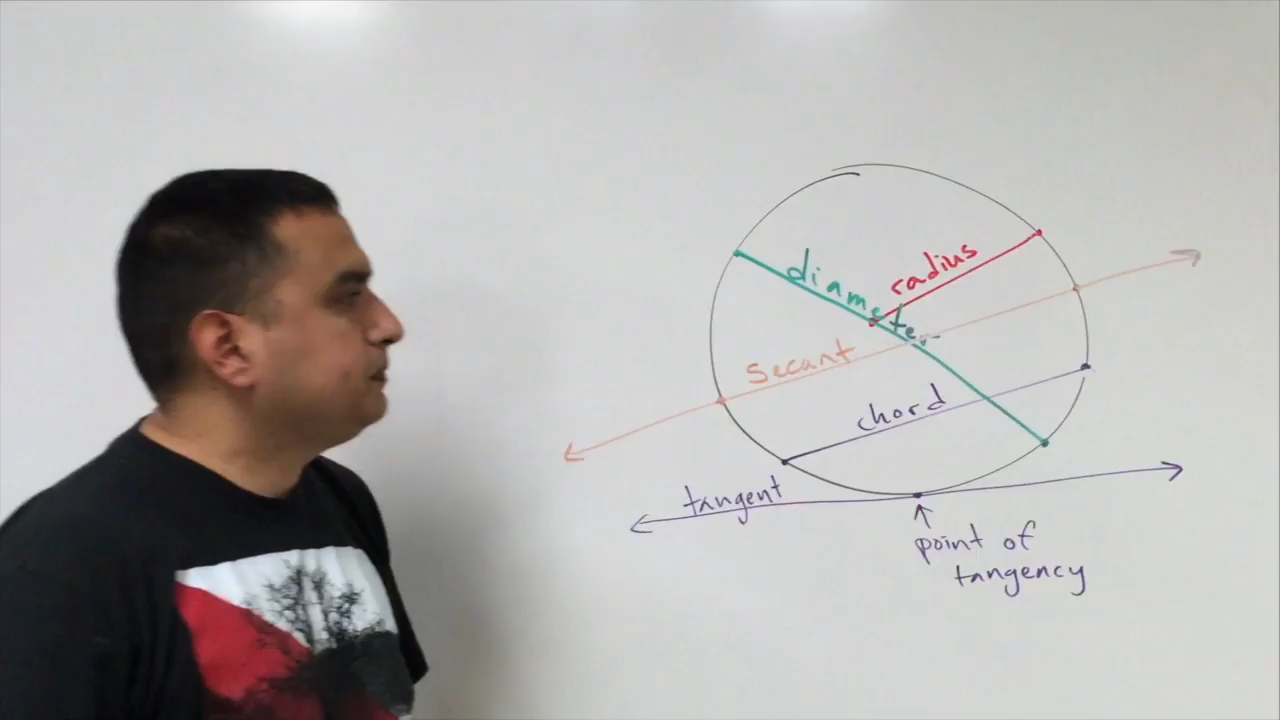 diameter
radius
secant
chord
tangent
point of
tangency